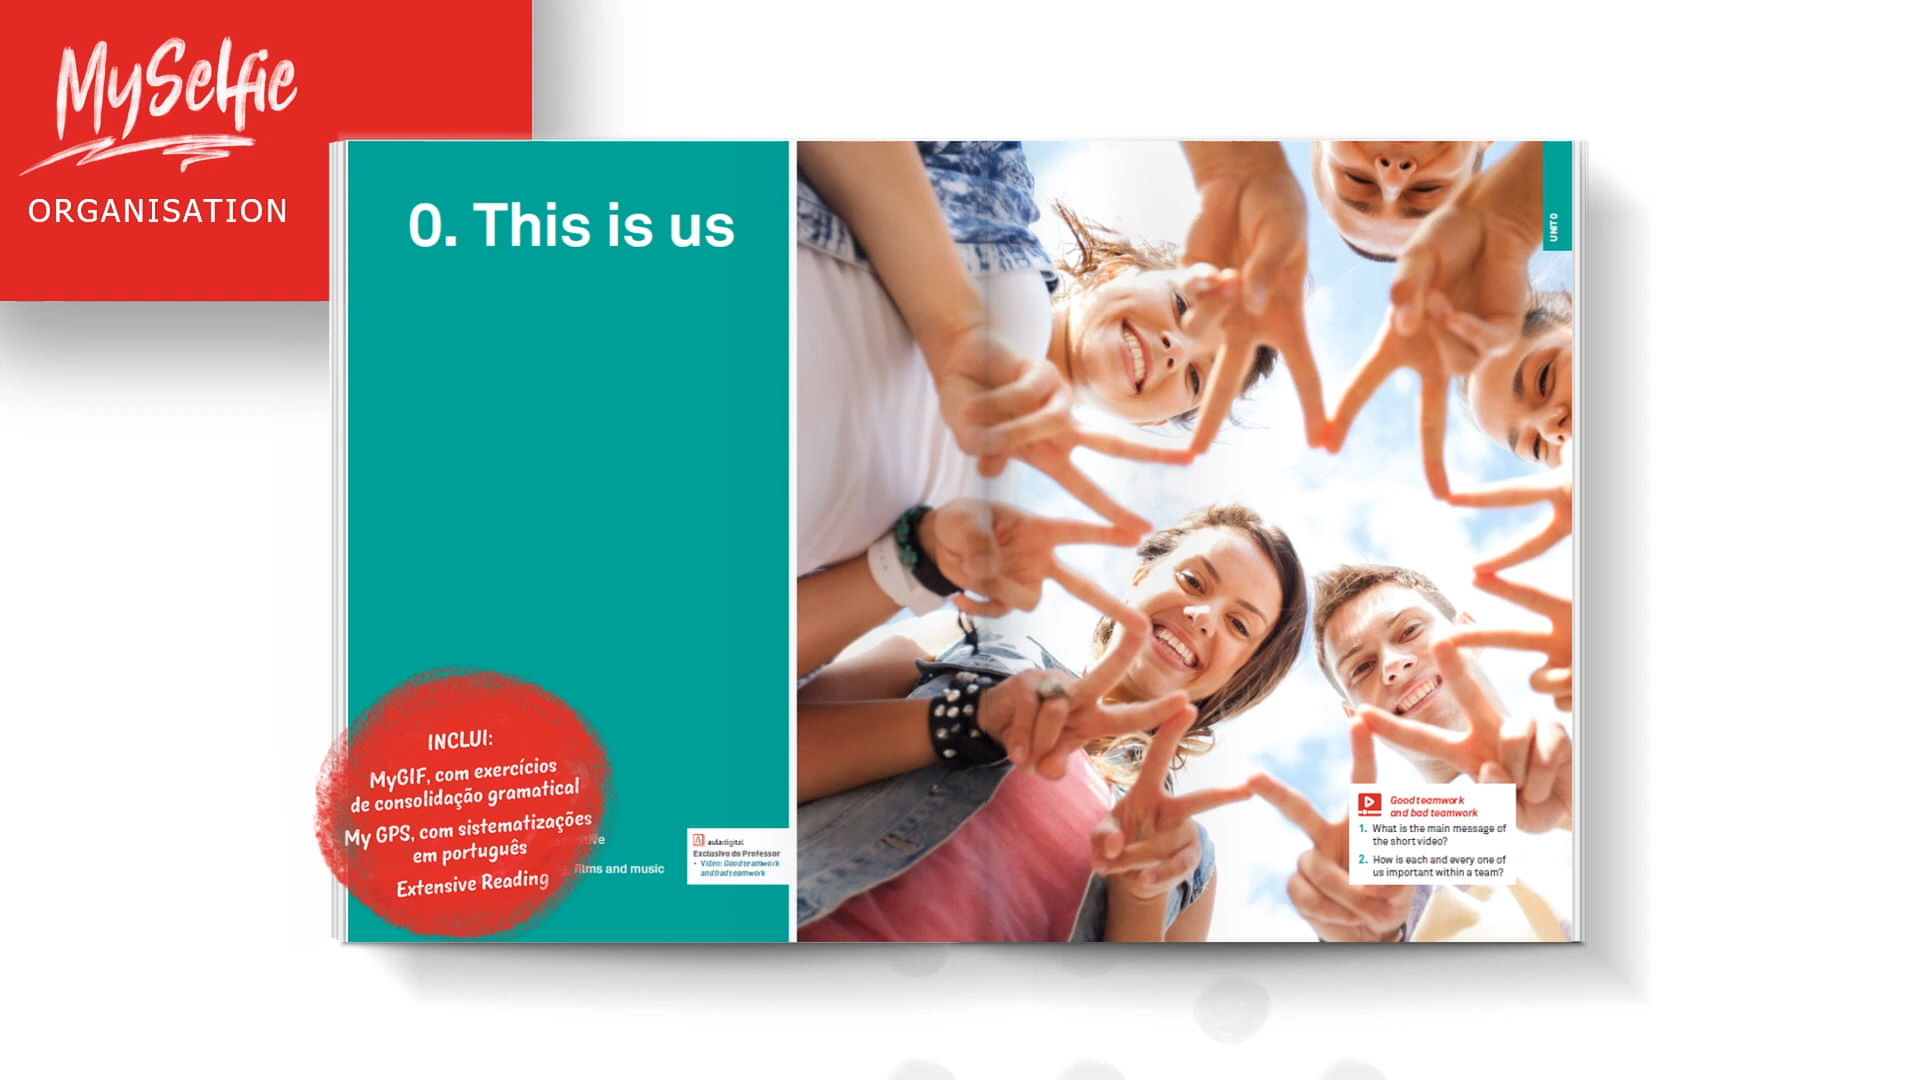 MySelfie
ORGANISATION
0. This is us
UNIT 0
INCLUI:
MyGIF, com exercícios
de consolidação gramatical
My GPS, com sistematizações
em português
Extensive Reading
films and music
auladigital
Exclusivo do Professor
• Video: Good teamwork
and bad teamwork
Good teamwork
and bad teamwork
1. What is the main message of
the short video?
2. How is each and every one of
us important within a team?